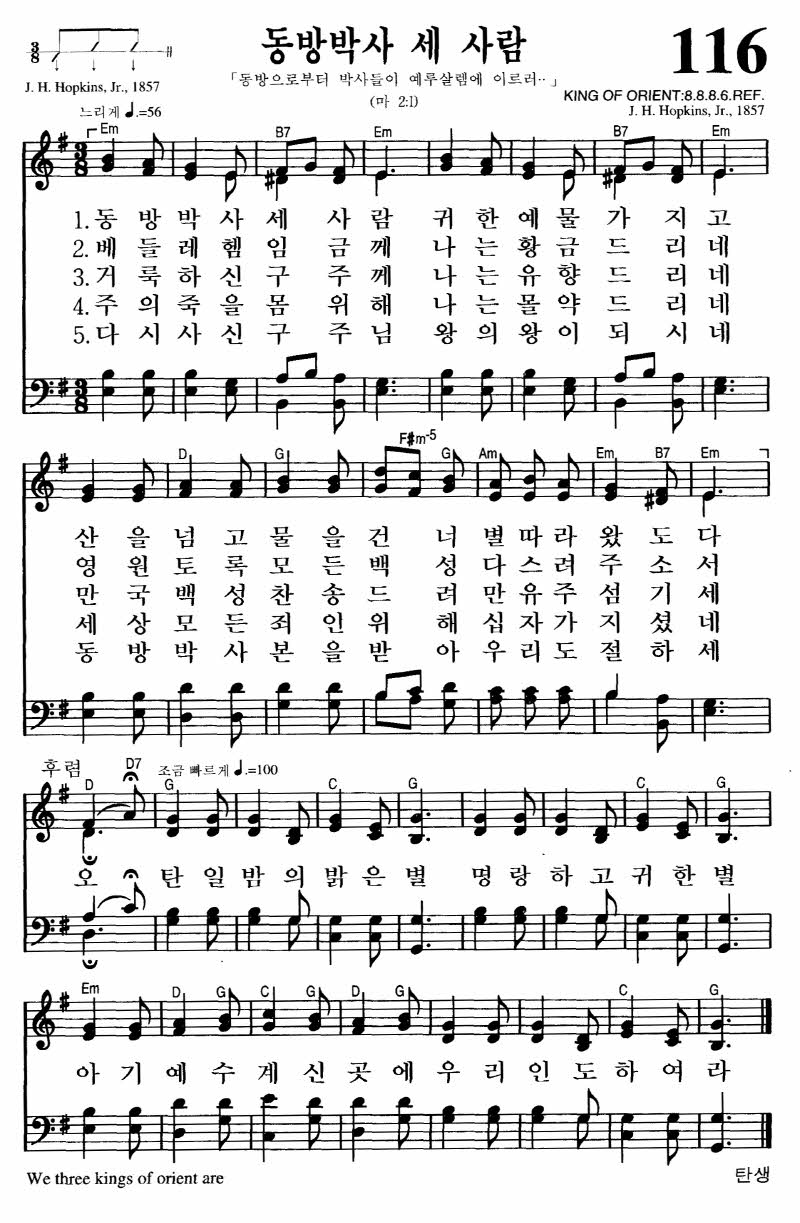 동방박사 세 사람
116
J. H. Hopkins, Jr., 1857
「동방으로부터 박사들이 예루살렘에 이르러‥」
(마 2:1)
KING OF ORIENT:8.8.8.6.REF.
J. H. Hopkins, Jr., 1857
느리게 ♩.=56
Em B7 Em B7 Em
3/8
1.동 방 박 사 세 사 람 귀 한 예 물 가 지 고
2.베 들 레 헴 임 금 께 나 는 황 금 드 리 네
3.거 룩 하 신 구 주 께 나 는 유 향 드 리 네
4.주 의 죽 을 몸 위 해 나 는 몰 약 드 리 네
5.다 시 사 신 구 주 님 왕 의 왕 이 되 시 네
D G F#m-5 G Am Em B7 Em
산 을 넘 고 물 을 건 너 별 따 라 왔 도 다
영 원 토 록 모 든 백 성 다 스 려 주 소 서
만 국 백 성 찬 송 드 려 만 유 주 섬 기 세
세 상 모 든 죄 인 위 해 십 자 가 지 셨 네
동 방 박 사 본 을 받 아 우 리 도 절 하 세
후렴 D D7 조금 빠르게 ♩.=100
G C G C G
오 탄 일 밤 의 밝 은 별 명 랑 하 고 귀 한 별
Em D G C G D G C G
아 기 예 수 계 신 곳 에 우 리 인 도 하 여 라
We three kings of orient are
탄생